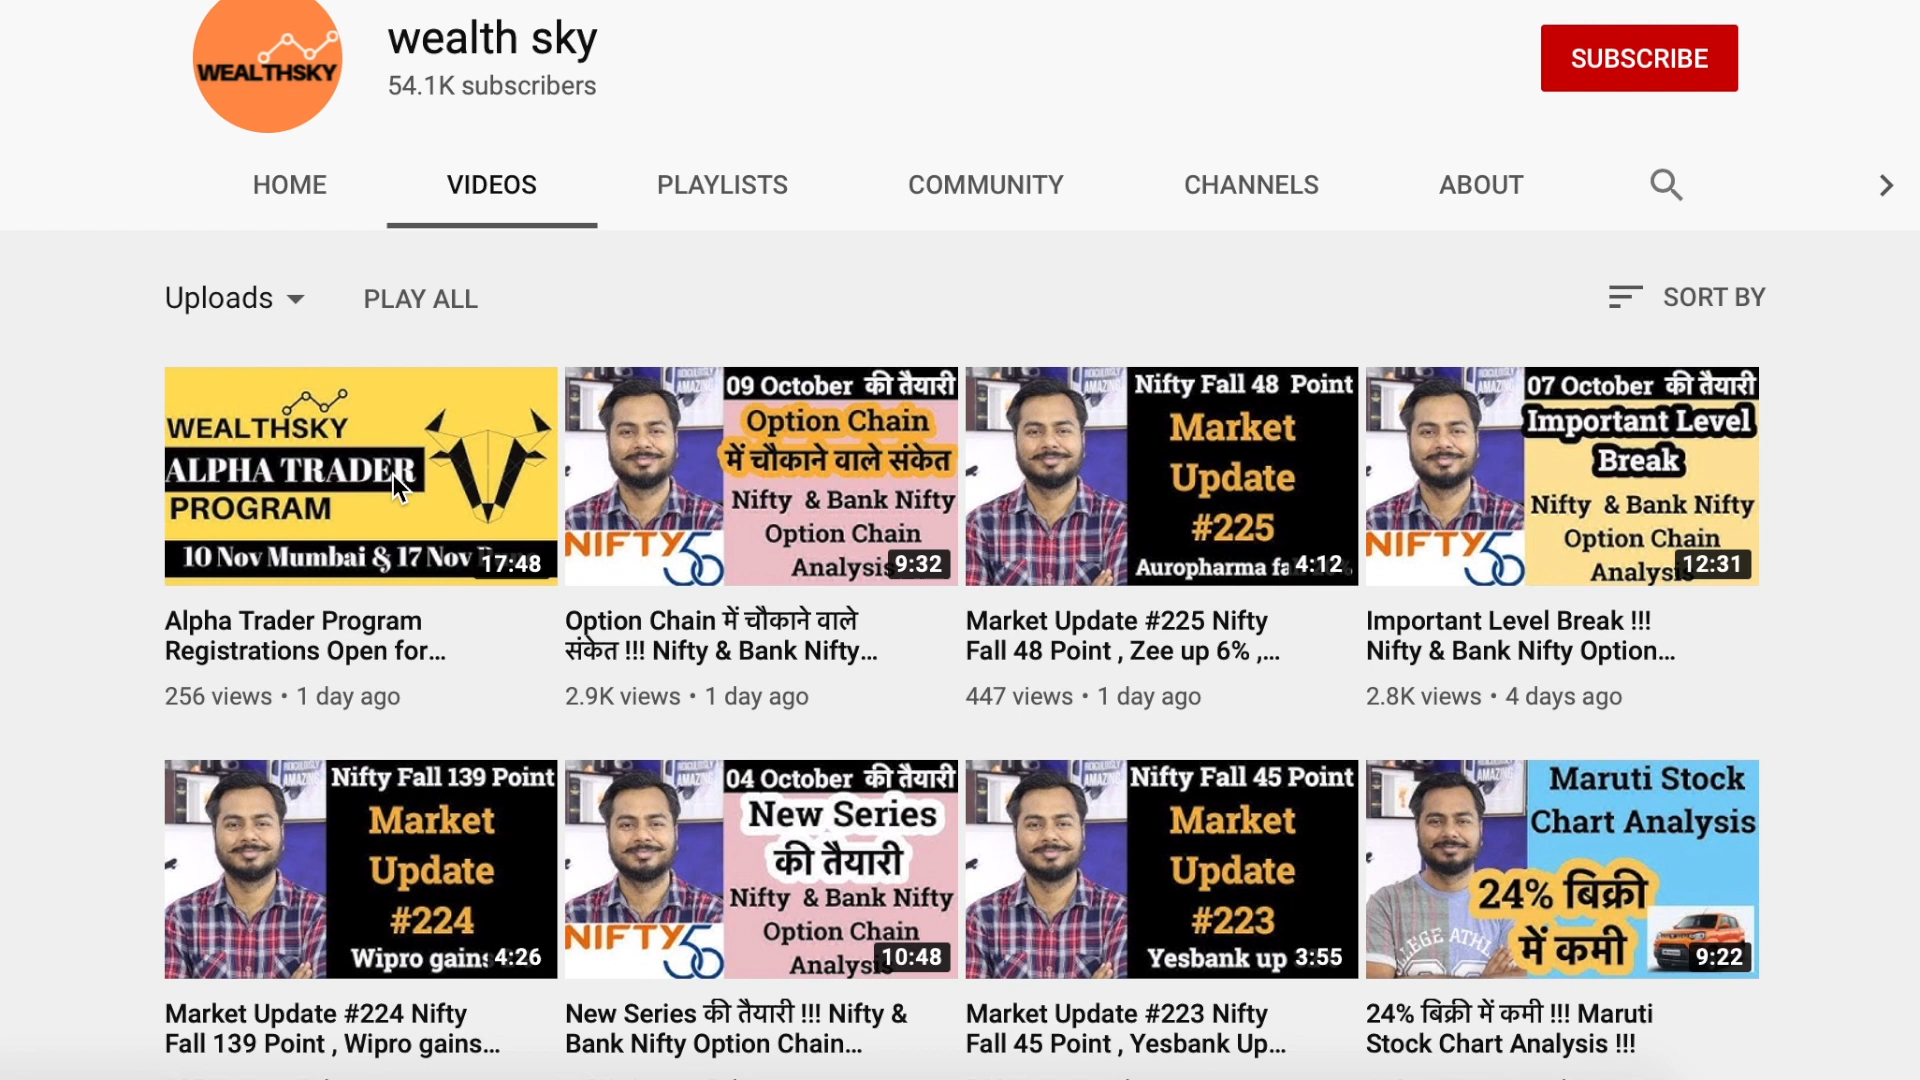 WEALTHSKY
wealth sky
54.1K subscribers
SUBSCRIBE
HOME
VIDEOS
PLAYLISTS
COMMUNITY
CHANNELS
ABOUT
Uploads
PLAY ALL
SORT BY
WEALTHSKY
ALPHA TRADER
PROGRAM
10 Nov Mumbai & 17 Nov
17:48
09 October की तैयारी
Option Chain
में चौकाने वाले संकेत
Nifty & Bank Nifty
Option Chain
Analysis
NIFTY50
9:32
Nifty Fall 48 Point
Market
Update
#225
Auropharma
4:12
07 October की तैयारी
Important Level
Break
Nifty & Bank Nifty
Option Chain
Analysis
NIFTY50
12:31
Alpha Trader Program
Registrations Open for...
256 views • 1 day ago
Option Chain में चौकाने वाले
संकेत !!! Nifty & Bank Nifty...
2.9K views • 1 day ago
Market Update #225 Nifty
Fall 48 Point , Zee up 6% ,...
447 views • 1 day ago
Important Level Break !!!
Nifty & Bank Nifty Option...
2.8K views • 4 days ago
Nifty Fall 139 Point
Market
Update
#224
Wipro gains
4:26
04 October की तैयारी
New Series
की तैयारी
Nifty & Bank Nifty
Option Chain
Analysis
NIFTY50
10:48
Nifty Fall 45 Point
Market
Update
#223
Yesbank up
3:55
Maruti Stock
Chart Analysis
24% बिक्री
में कमी
9:22
Market Update #224 Nifty
Fall 139 Point , Wipro gains...
New Series की तैयारी !!! Nifty &
Bank Nifty Option Chain...
Market Update #223 Nifty
Fall 45 Point , Yesbank Up...
24% बिक्री में कमी !!! Maruti
Stock Chart Analysis !!!